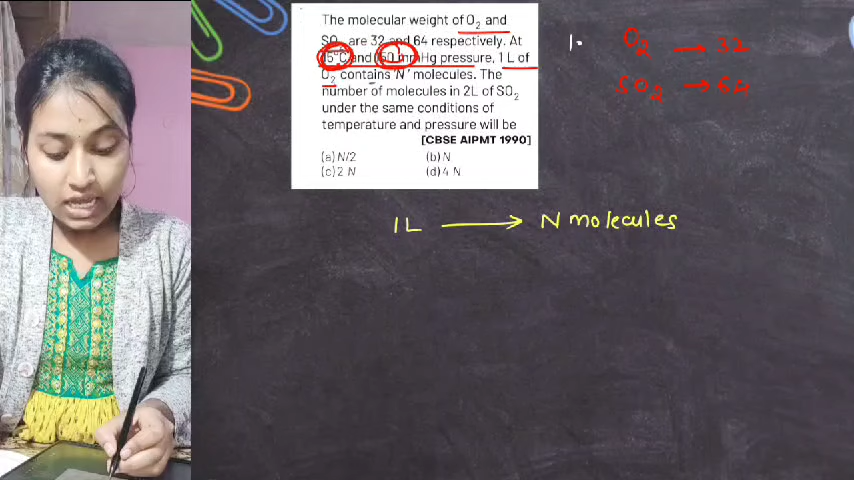 The molecular weight of O₂ and
SO₂ are 32 and 64 respectively. At
15°C and 150 mmHg pressure, 1 L of
O₂ contains 'N' molecules. The
number of molecules in 2L of SO₂
under the same conditions of
temperature and pressure will be
[CBSE AIPMT 1990]
(a) N/2 (b) N
(c) 2 N (d) 4 N
1. O₂ → 32
SO₂ → 64
1L → N molecules